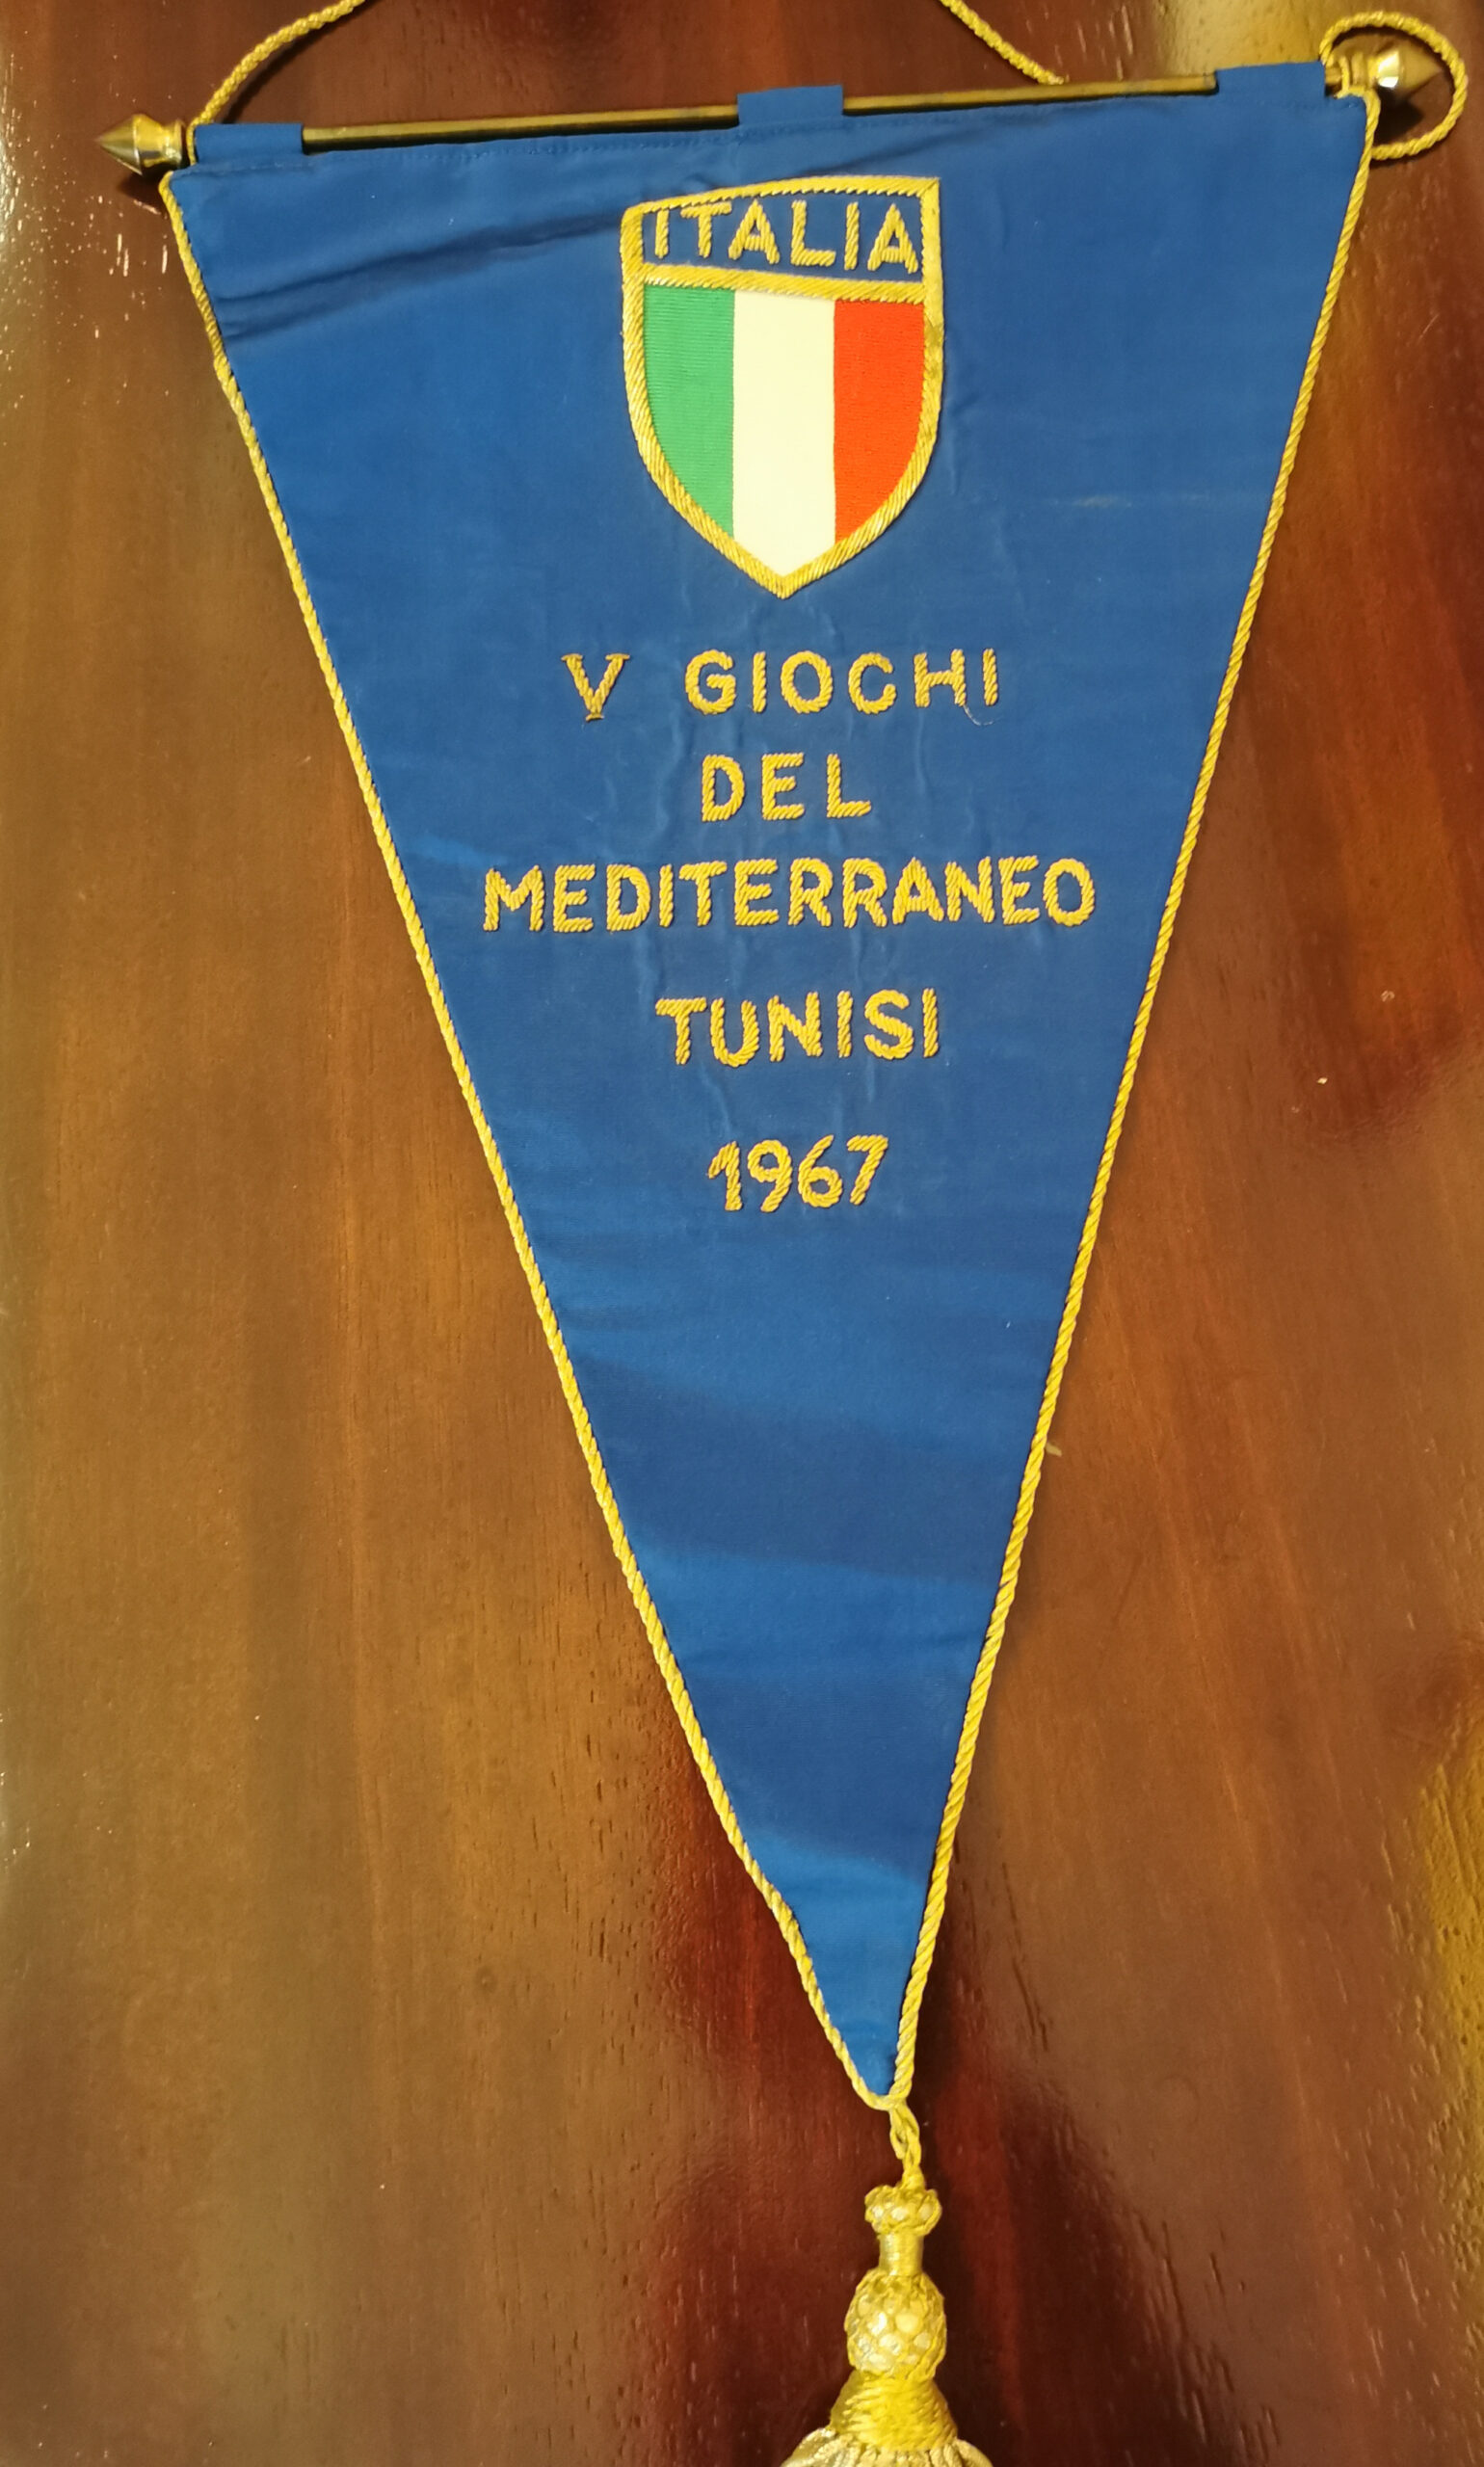 ITALIA
V GIOCHI
DEL
MEDITERRANEO
TUNISI
1967